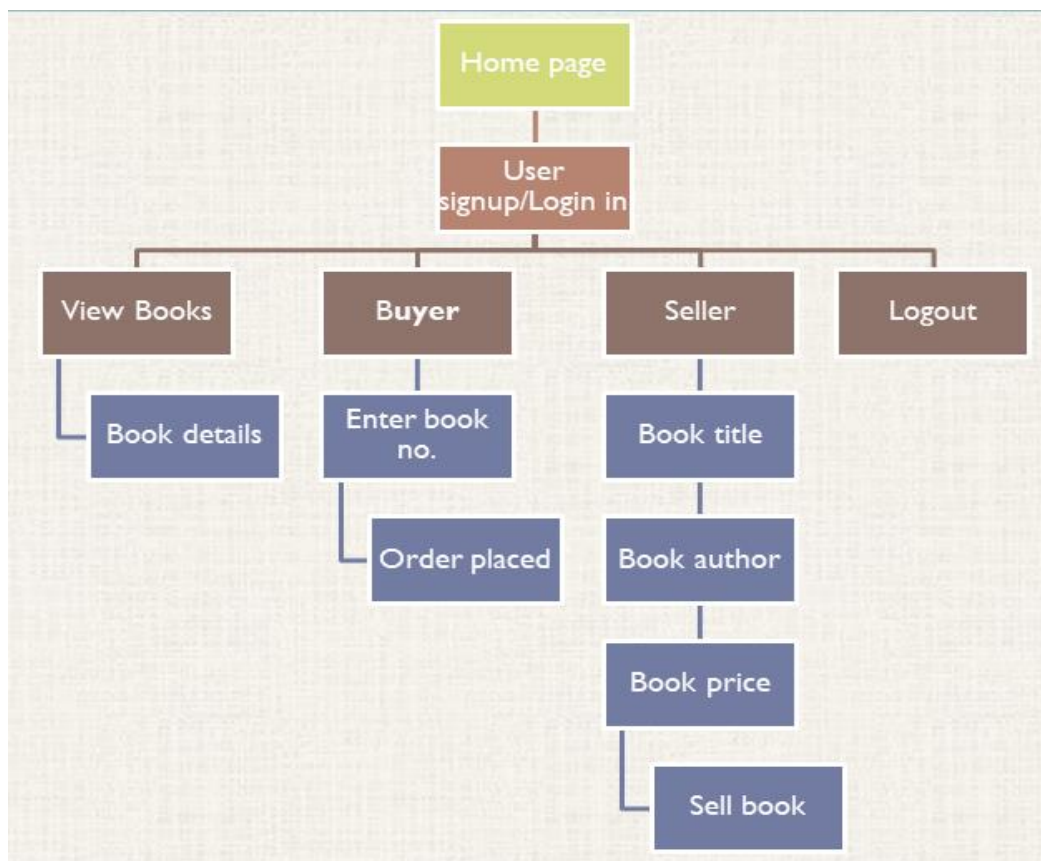 Home page
User
signup/Login in
View Books
Buyer
Seller
Logout
Book details
Enter book
no.
Book title
Order placed
Book author
Book price
Sell book